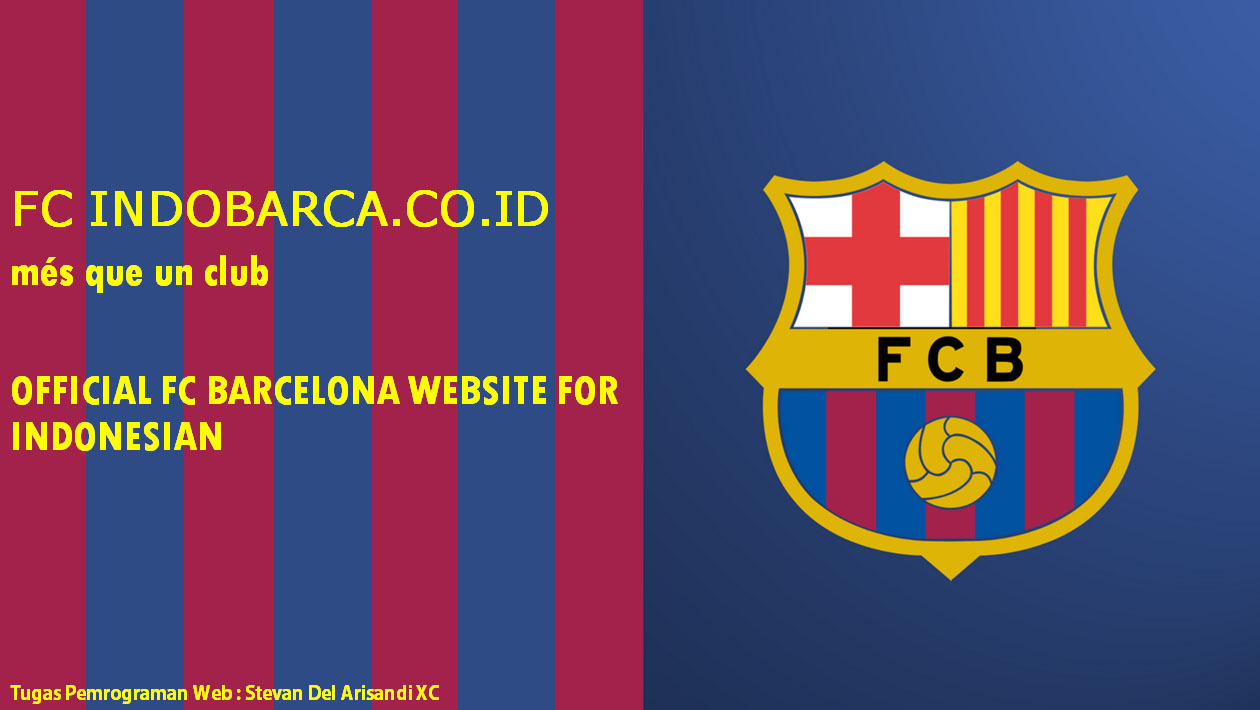 FC INDOBARCA.CO.ID
més que un club
OFFICIAL FC BARCELONA WEBSITE FOR
INDONESIAN
FCB
Tugas Pemrograman Web : Stevan Del Arisandi XC